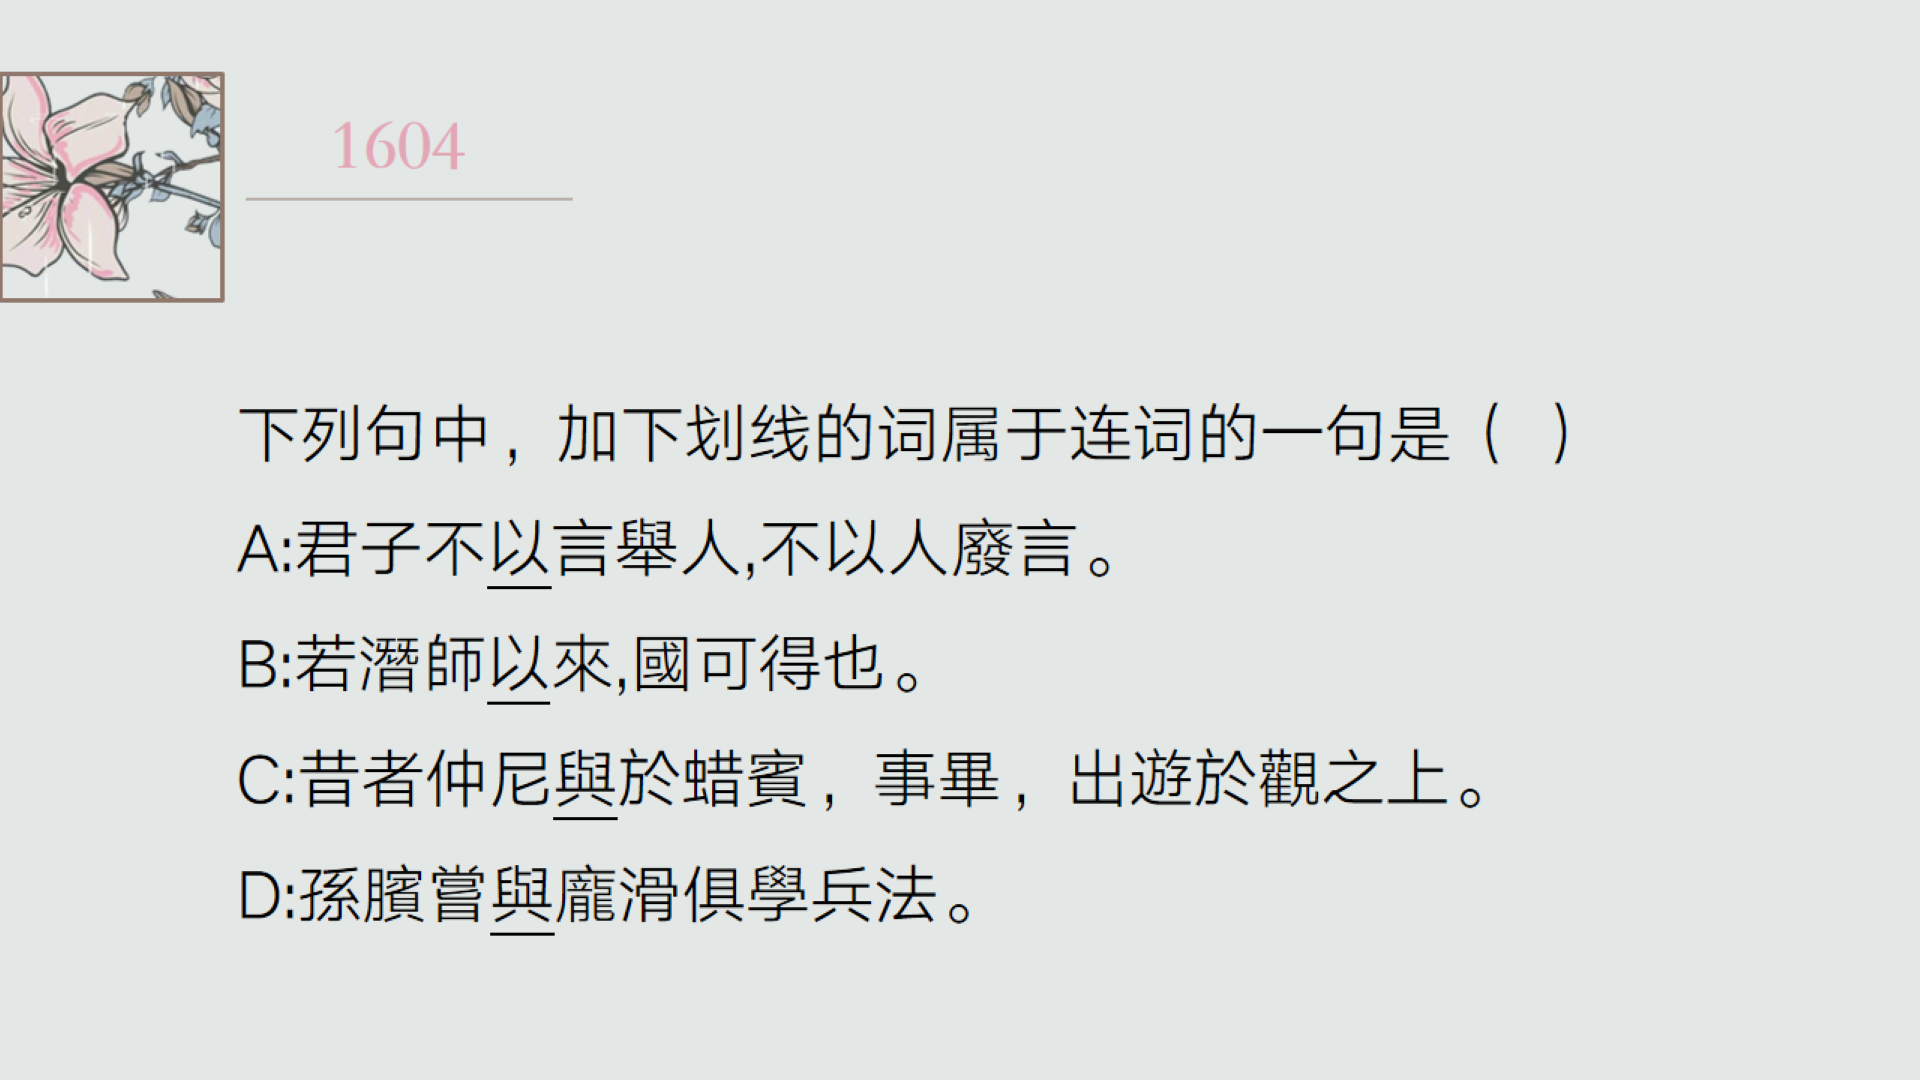 1604
下列句中，加下划线的词属于连词的一句是（  ）
A:君子不以言舉人,不以人廢言。
B:若潛師以來,國可得也。
C:昔者仲尼與於蜡賓，事畢，出遊於觀之上。
D:孫臏嘗與龐滑俱學兵法。